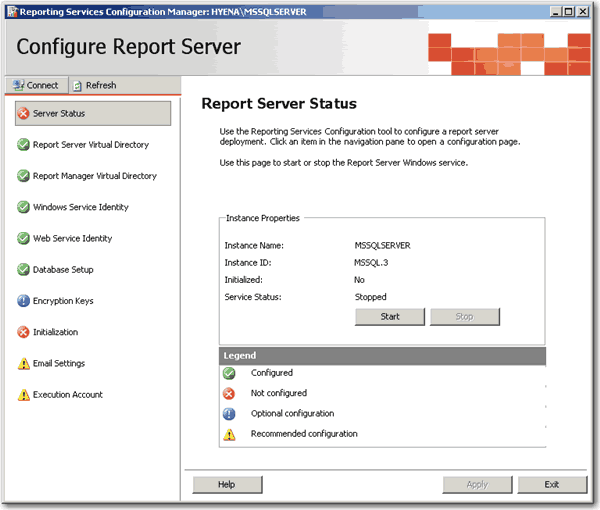 Reporting Services Configuration Manager: HYENA\MSSQLSERVER
Configure Report Server
Connect
Refresh
Server Status
Report Server Virtual Directory
Report Manager Virtual Directory
Windows Service Identity
Web Service Identity
Database Setup
Encryption Keys
Initialization
Email Settings
Execution Account
Report Server Status
Use the Reporting Services Configuration tool to configure a report server
deployment. Click an item in the navigation pane to open a configuration page.
Use this page to start or stop the Report Server Windows service.
Instance Properties
Instance Name: MSSQLSERVER
Instance ID: MSSQL.3
Initialized: No
Service Status: Stopped
Start Stop
Legend
Configured
Not configured
Optional configuration
Recommended configuration
Help Apply Exit